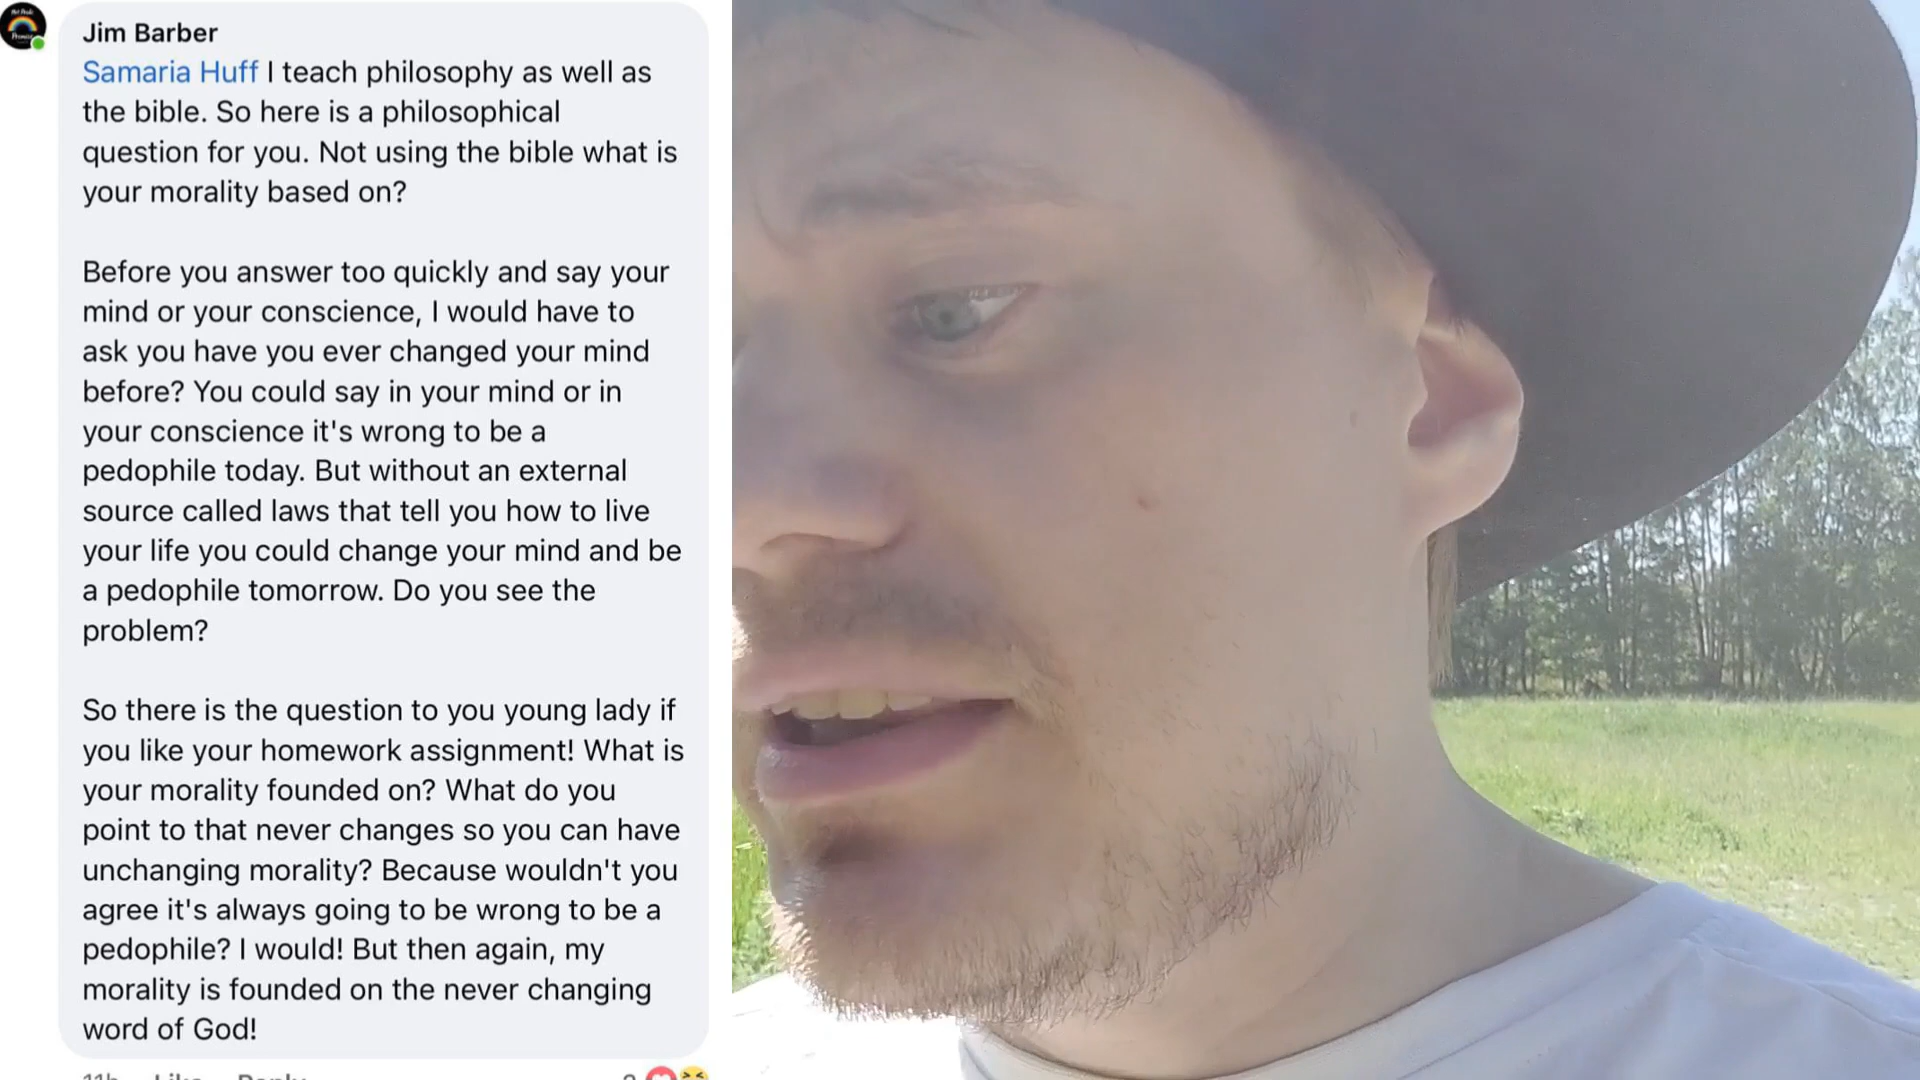 Jim Barber
Samaria Huff I teach philosophy as well as
the bible. So here is a philosophical
question for you. Not using the bible what is
your morality based on?
Before you answer too quickly and say your
mind or your conscience, I would have to
ask you have you ever changed your mind
before? You could say in your mind or in
your conscience it's wrong to be a
pedophile today. But without an external
source called laws that tell you how to live
your life you could change your mind and be
a pedophile tomorrow. Do you see the
problem?
So there is the question to you young lady if
you like your homework assignment! What is
your morality founded on? What do you
point to that never changes so you can have
unchanging morality? Because wouldn't you
agree it's always going to be wrong to be a
pedophile? I would! But then again, my
morality is founded on the never changing
word of God!
11h Like Reply